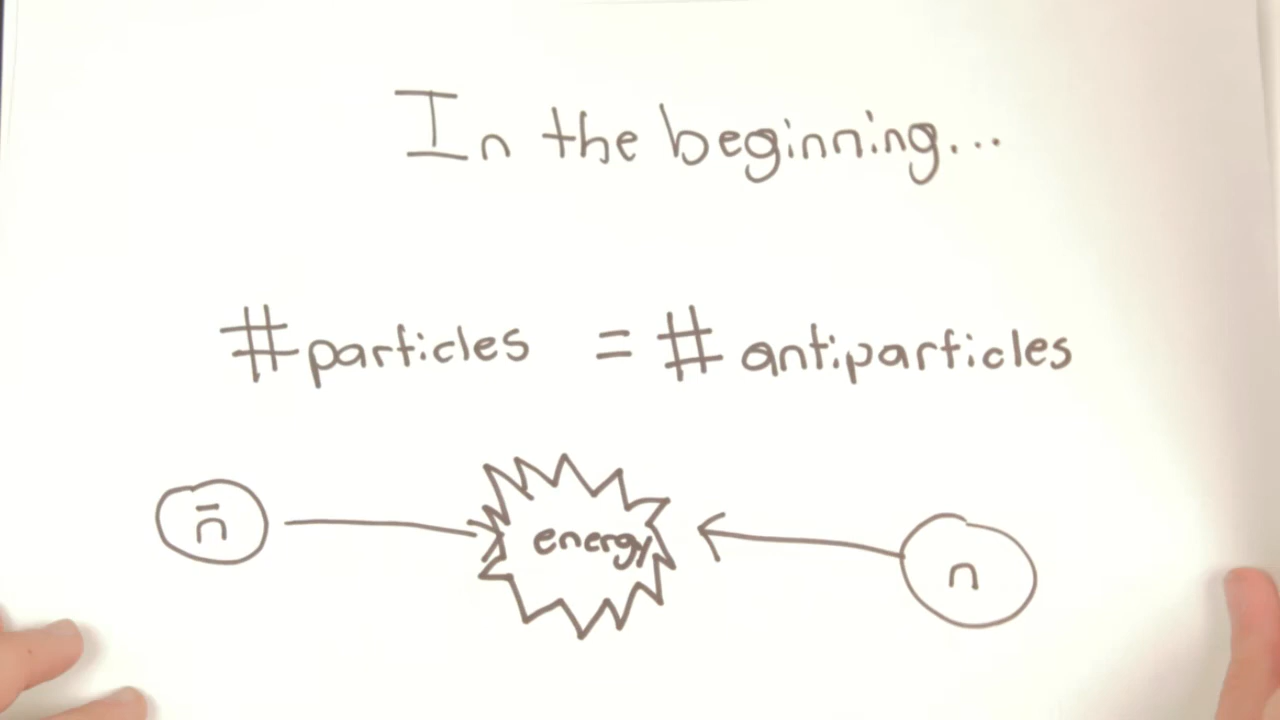 In the beginning...
#particles = # antiparticles
n̄ energy n